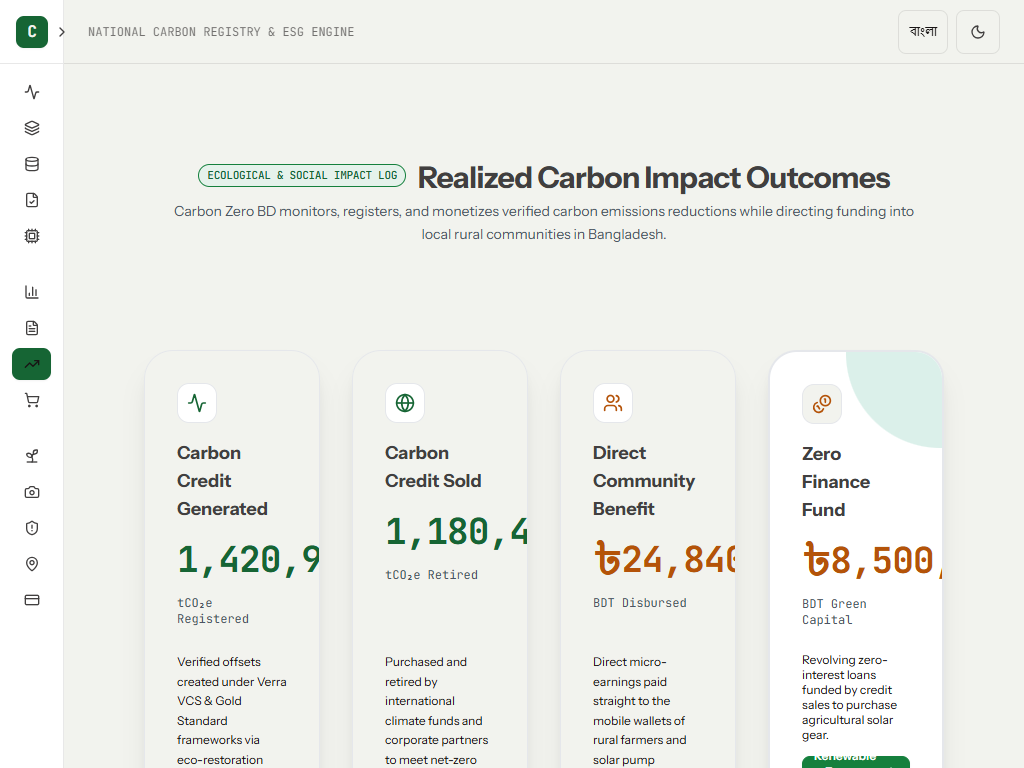 C
NATIONAL CARBON REGISTRY & ESG ENGINE
বাংলা
ECOLOGICAL & SOCIAL IMPACT LOG
Realized Carbon Impact Outcomes
Carbon Zero BD monitors, registers, and monetizes verified carbon emissions reductions while directing funding into
local rural communities in Bangladesh.
Carbon
Credit
Generated
1,420,9
tCO₂e
Registered
Verified offsets
created under Verra
VCS & Gold
Standard
frameworks via
eco-restoration
Carbon
Credit Sold
1,180,4
tCO₂e Retired
Purchased and
retired by
international
climate funds and
corporate partners
to meet net-zero
Direct
Community
Benefit
৳24,840
BDT Disbursed
Direct micro-
earnings paid
straight to the
mobile wallets of
rural farmers and
solar pump
Zero
Finance
Fund
৳8,500,
BDT Green
Capital
Revolving zero-
interest loans
funded by credit
sales to purchase
agricultural solar
gear.
Renewable